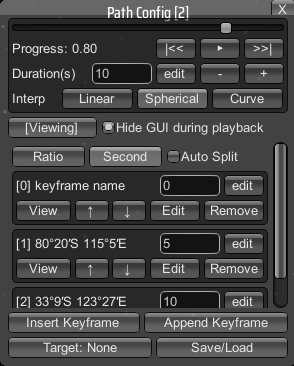 Path Config [2] X
Progress: 0.80 |<< ▶ >>|
Duration(s) 10 edit - +
Interp Linear Spherical Curve
[Viewing] Hide GUI during playback
Ratio Second Auto Split
[0] keyframe name 0 edit
View ↑ ↓ Edit Remove
[1] 80°20'S 115°5'E 5 edit
View ↑ ↓ Edit Remove
[2] 33°9'S 123°27'E 10 edit
Insert Keyframe Append Keyframe
Target: None Save/Load